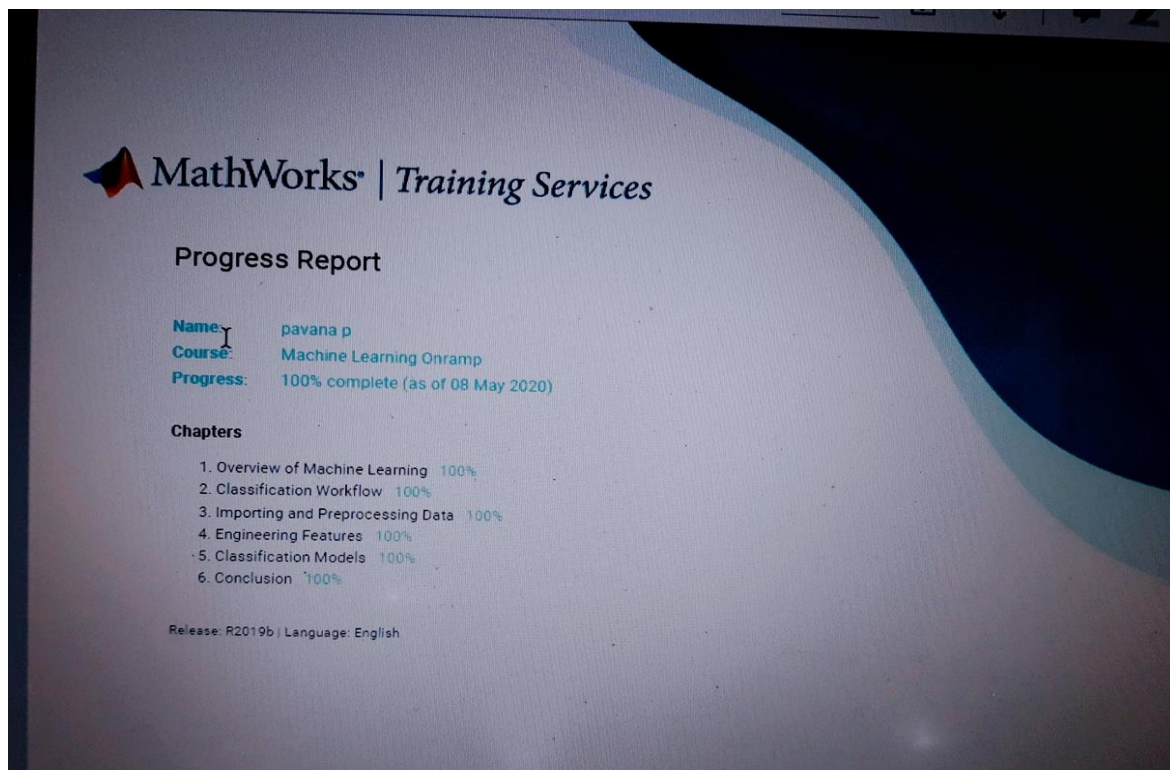 MathWorks® | Training Services
Progress Report
Name: pavana p
Course: Machine Learning Onramp
Progress: 100% complete (as of 08 May 2020)
Chapters
1. Overview of Machine Learning 100%
2. Classification Workflow 100%
3. Importing and Preprocessing Data 100%
4. Engineering Features 100%
5. Classification Models 100%
6. Conclusion 100%
Release: R2019b | Language: English